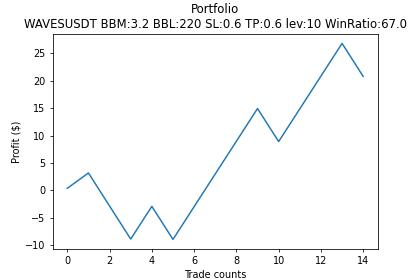 Portfolio
WAVESUSDT BBM:3.2 BBL:220 SL:0.6 TP:0.6 lev:10 WinRatio:67.0
Profit ($)
25
20
15
10
5
0
−5
−10
0 2 4 6 8 10 12 14
Trade counts